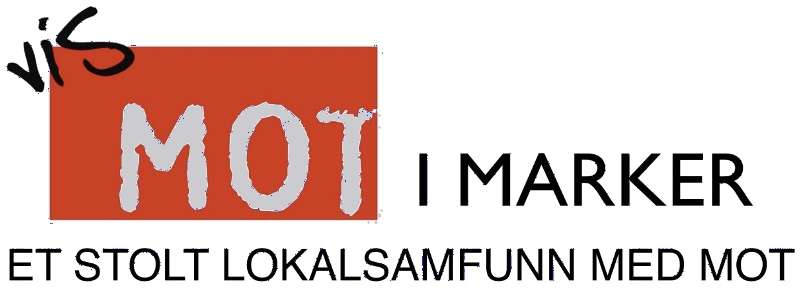 vis
MOT I MARKER
ET STOLT LOKALSAMFUNN MED MOT